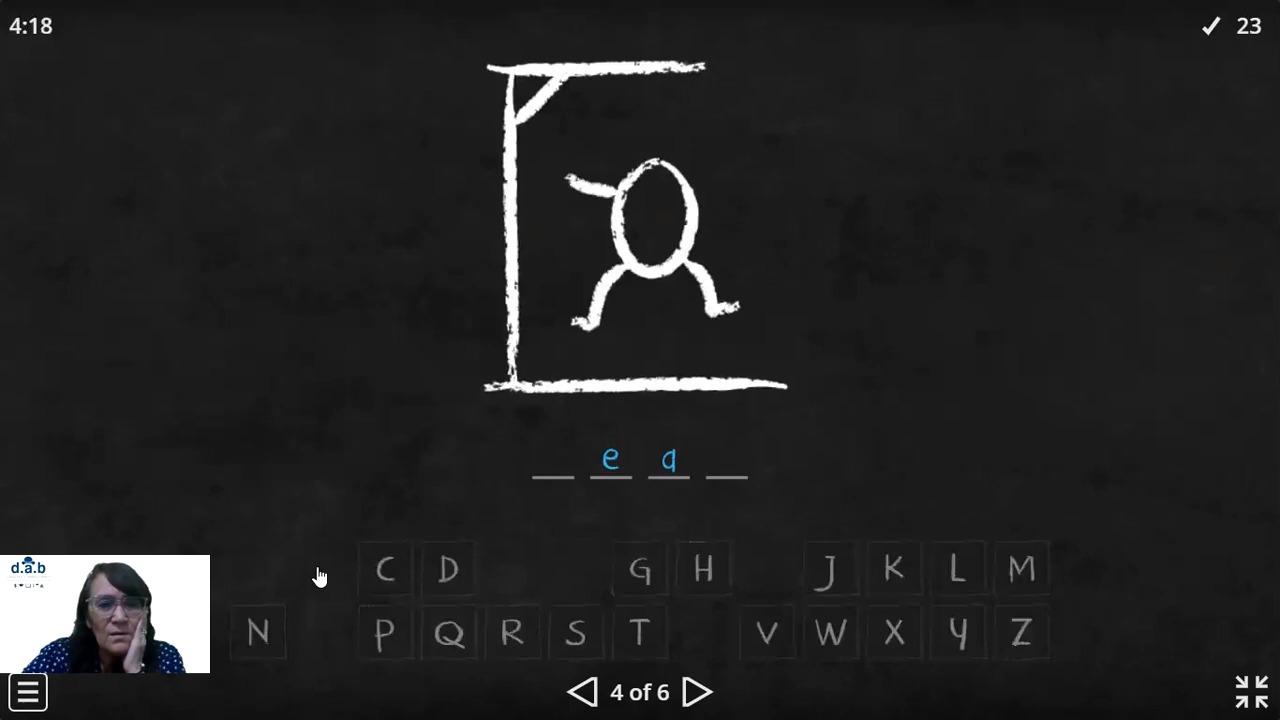 4:18
✓ 23
_ e a _
C D G H J K L M
N P Q R S T V W X Y Z
d.a.b
4 of 6